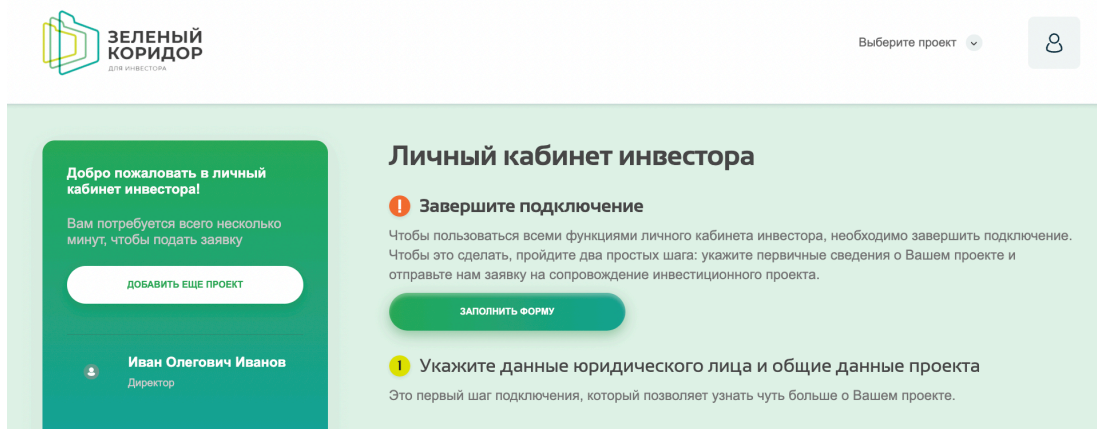 ЗЕЛЕНЫЙ
КОРИДОР
ДЛЯ ИНВЕСТОРА
Выберите проект
Добро пожаловать в личный
кабинет инвестора!
Вам потребуется всего несколько
минут, чтобы подать заявку
ДОБАВИТЬ ЕЩЕ ПРОЕКТ
Иван Олегович Иванов
Директор
Личный кабинет инвестора
! Завершите подключение
Чтобы пользоваться всеми функциями личного кабинета инвестора, необходимо завершить подключение.
Чтобы это сделать, пройдите два простых шага: укажите первичные сведения о Вашем проекте и
отправьте нам заявку на сопровождение инвестиционного проекта.
ЗАПОЛНИТЬ ФОРМУ
1 Укажите данные юридического лица и общие данные проекта
Это первый шаг подключения, который позволяет узнать чуть больше о Вашем проекте.